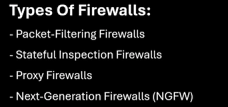 Types Of Firewalls:
- Packet-Filtering Firewalls
- Stateful Inspection Firewalls
- Proxy Firewalls
- Next-Generation Firewalls (NGFW)